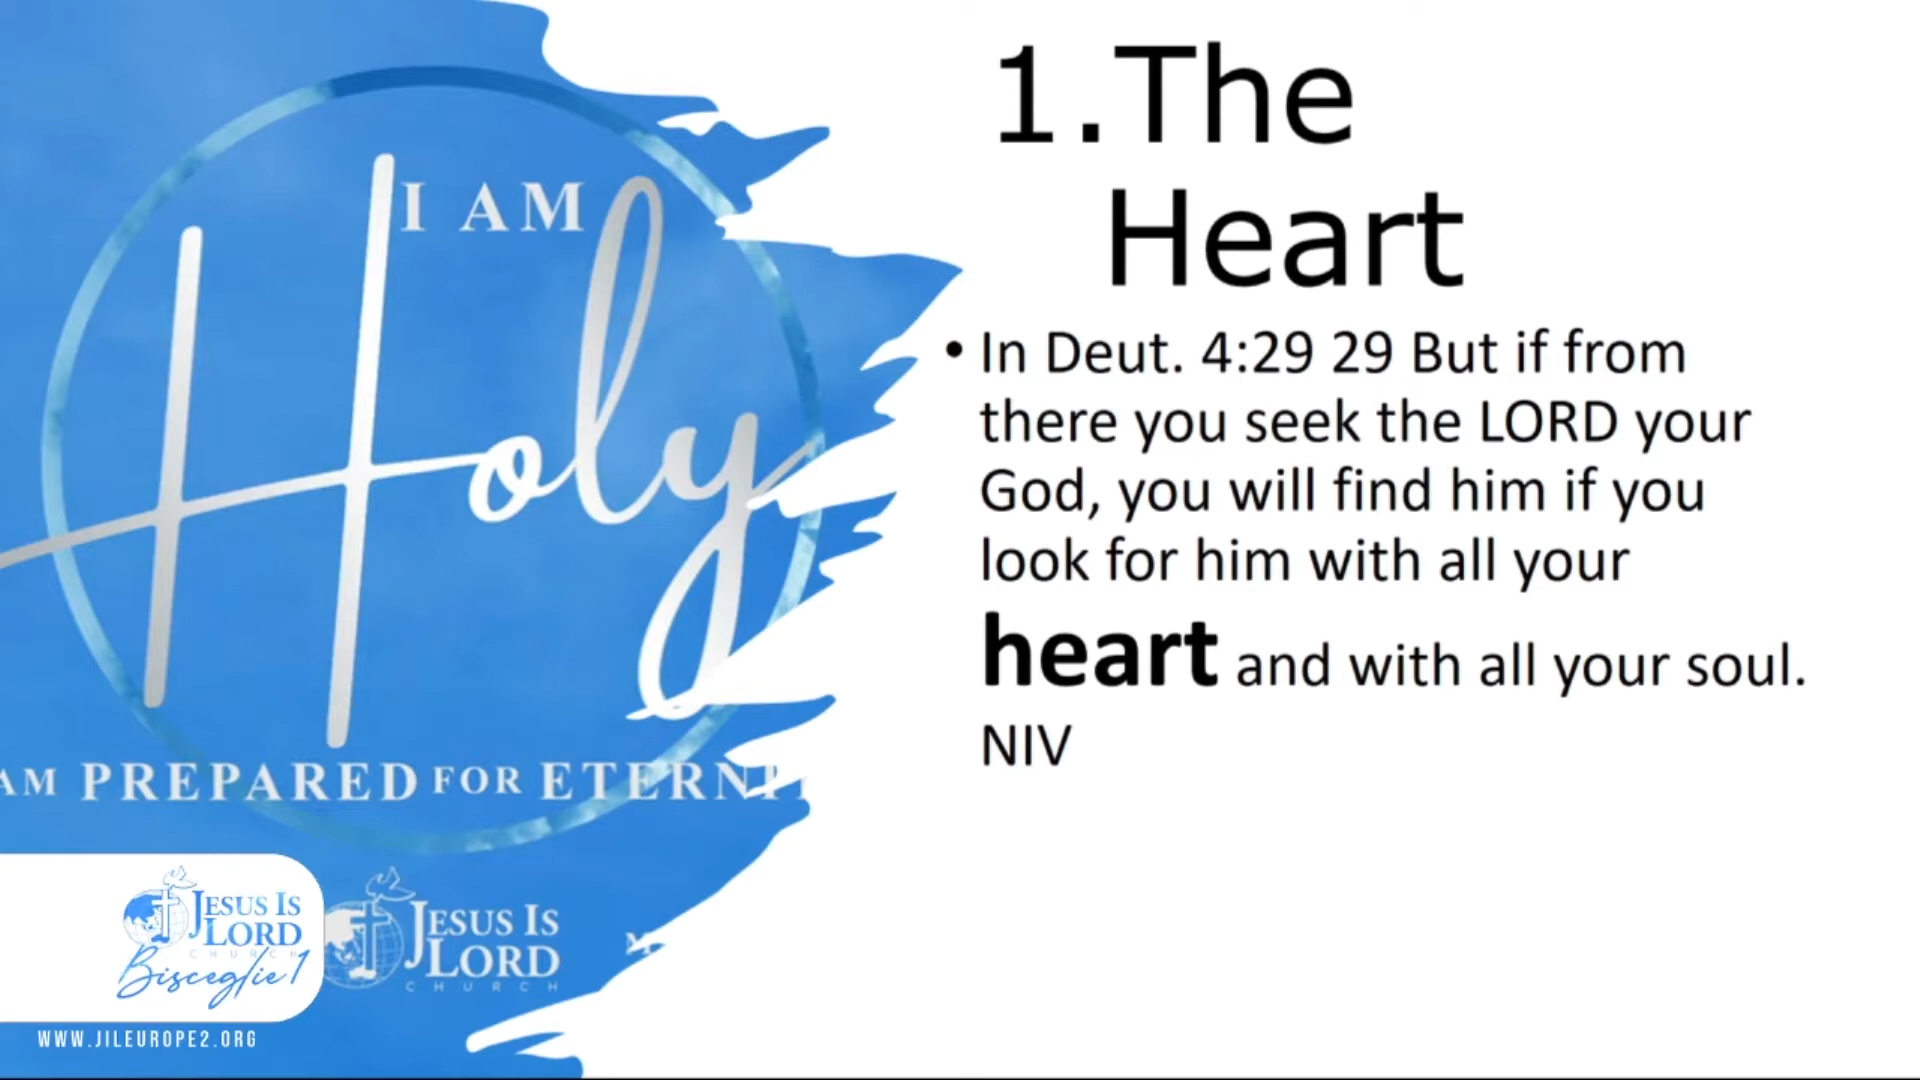 1.The
Heart
• In Deut. 4:29 29 But if from
there you seek the LORD your
God, you will find him if you
look for him with all your
heart and with all your soul.
NIV
I AM
Holy
AM PREPARED FOR ETERNI
JESUS IS
LORD
CHURCH
Bisceglie 1
JESUS IS
LORD
CHURCH
WWW.JILEUROPE2.ORG